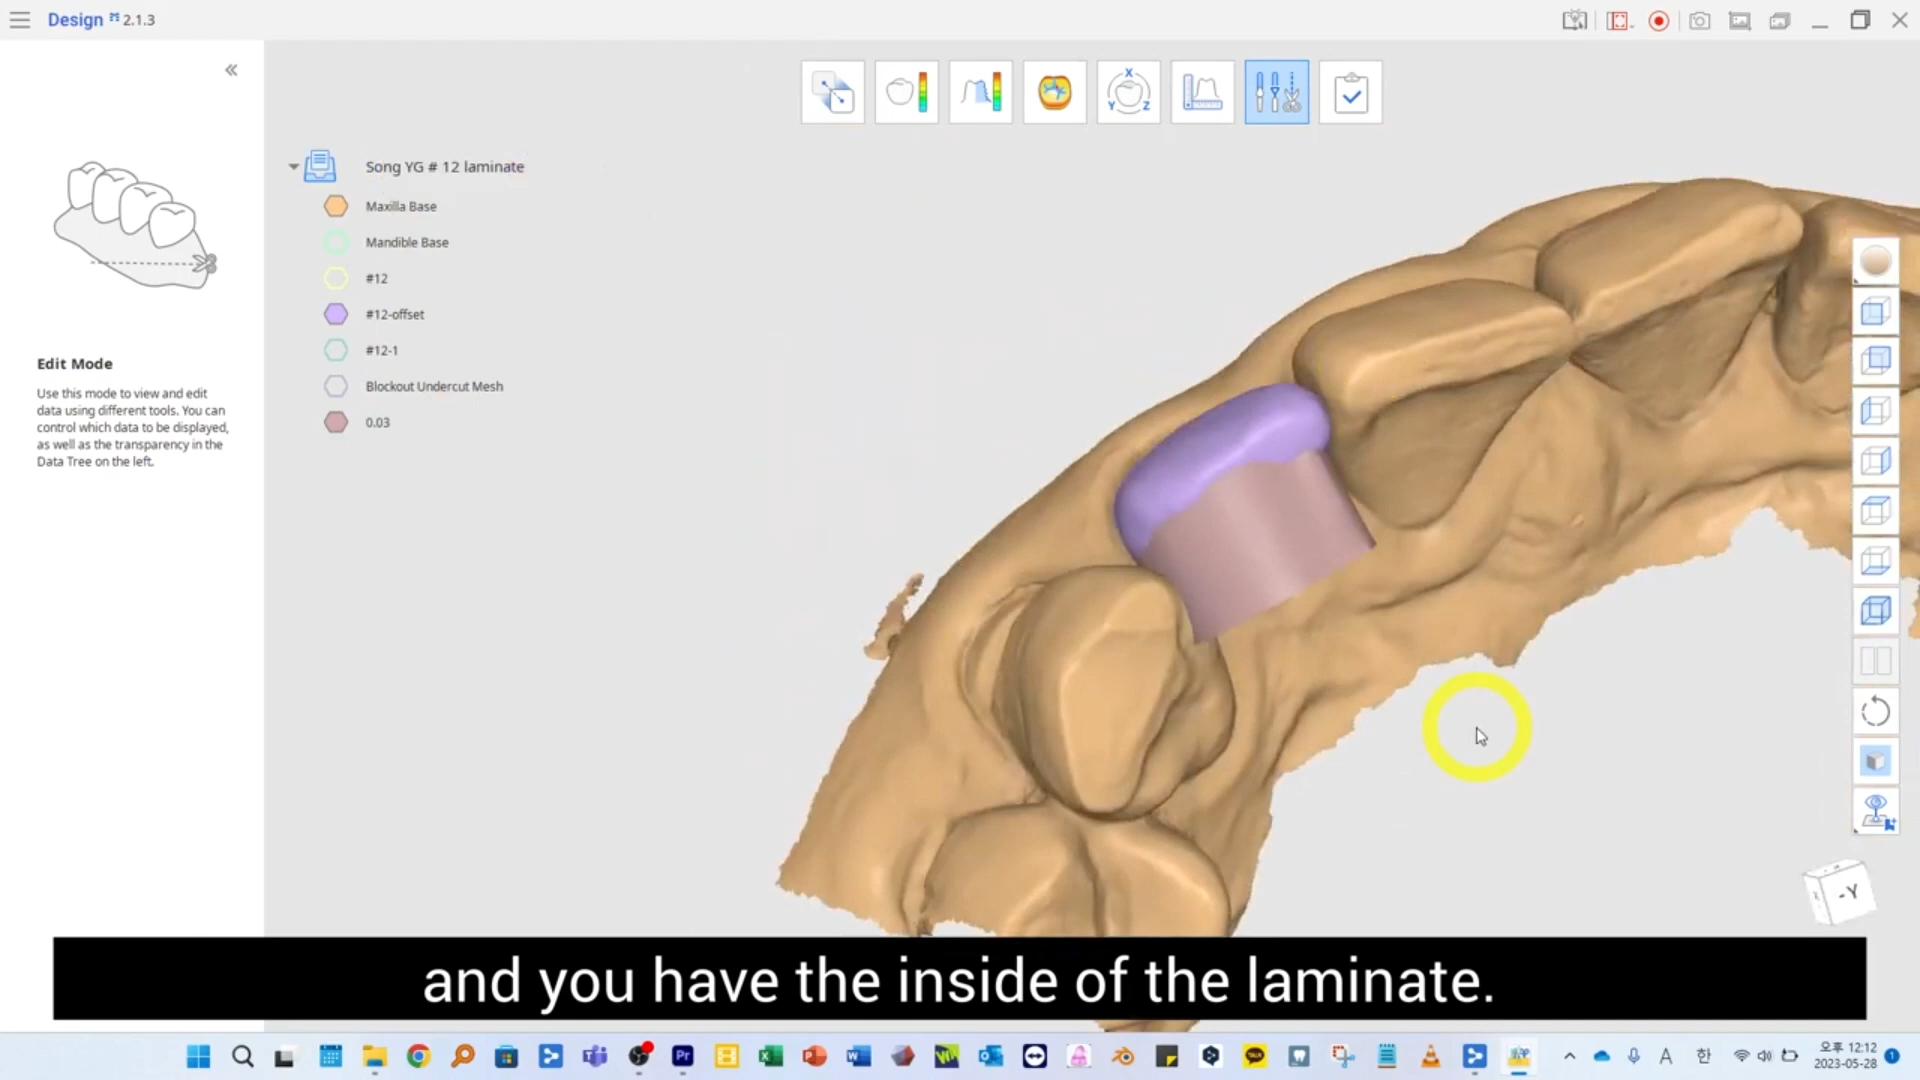 Design 2.1.3
X
Y Z
Song YG # 12 laminate
Maxilla Base
Mandible Base
#12
#12-offset
#12-1
Blockout Undercut Mesh
0.03
Edit Mode
Use this mode to view and edit
data using different tools. You can
control which data to be displayed,
as well as the transparency in the
Data Tree on the left.
-Y
and you have the inside of the laminate.
Pr
A
한
오후 12:12
2023-05-28
1